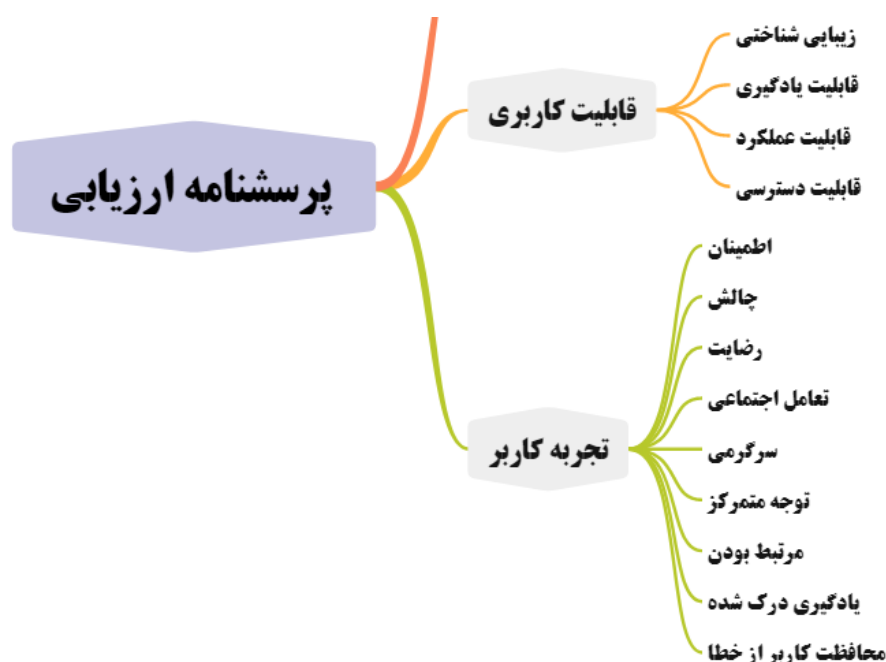 پرسشنامه ارزیابی
قابلیت کاربری
زیبایی شناختی
قابلیت یادگیری
قابلیت عملکرد
قابلیت دسترسی
تجربه کاربر
اطمینان
چالش
رضایت
تعامل اجتماعی
سرگرمی
توجه متمرکز
مرتبط بودن
یادگیری درک شده
محافظت کاربر از خطا